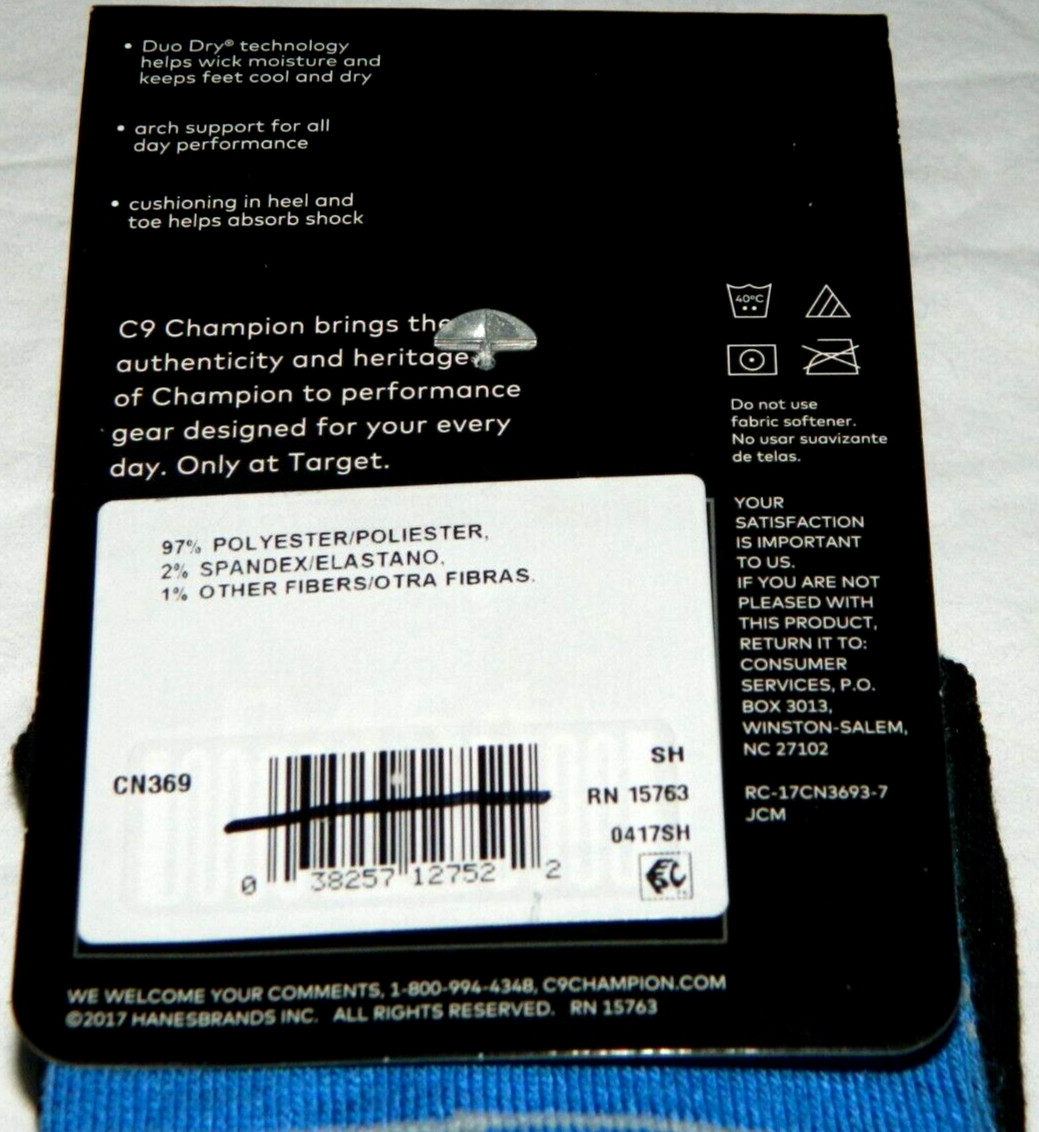 • Duo Dry® technology
helps wick moisture and
keeps feet cool and dry
• arch support for all
day performance
• cushioning in heel and
toe helps absorb shock
C9 Champion brings the
authenticity and heritage
of Champion to performance
gear designed for your every
day. Only at Target.
40°C
Do not use
fabric softener.
No usar suavizante
de telas.
97% POLYESTER/POLIESTER,
2% SPANDEX/ELASTANO,
1% OTHER FIBERS/OTRA FIBRAS.
CN369
SH
RN 15763
0417SH
0 38257 12752 2
YOUR
SATISFACTION
IS IMPORTANT
TO US.
IF YOU ARE NOT
PLEASED WITH
THIS PRODUCT,
RETURN IT TO:
CONSUMER
SERVICES, P.O.
BOX 3013,
WINSTON-SALEM,
NC 27102
RC-17CN3693-7
JCM
WE WELCOME YOUR COMMENTS, 1-800-994-4348, C9CHAMPION.COM
©2017 HANESBRANDS INC. ALL RIGHTS RESERVED. RN 15763